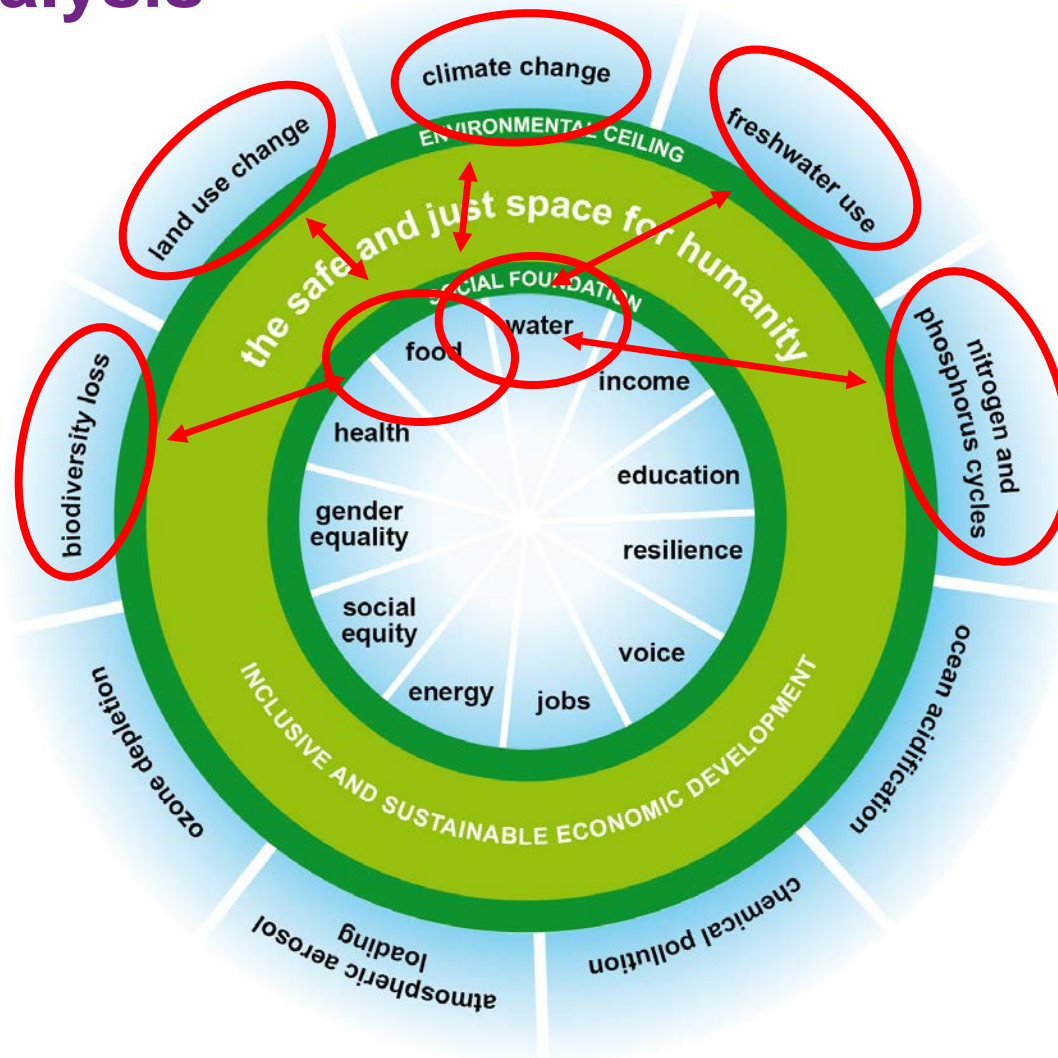 climate change
freshwater use
nitrogen and
phosphorus cycles
ocean acidification
chemical pollution
atmospheric aerosol
loading
ozone depletion
biodiversity loss
land use change
ENVIRONMENTAL CEILING
the safe and just space for humanity
SOCIAL FOUNDATION
water
food
income
health
education
gender
equality
resilience
social
equity
voice
energy
jobs
INCLUSIVE AND SUSTAINABLE ECONOMIC DEVELOPMENT